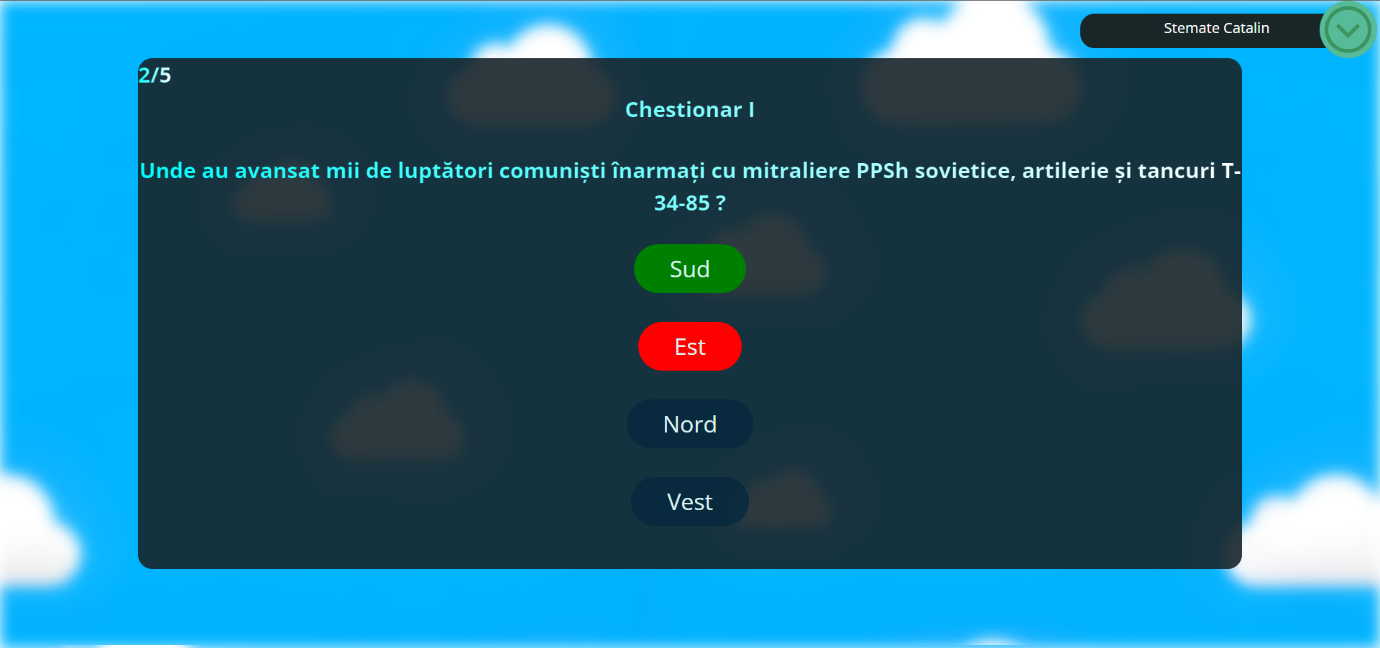 Stemate Catalin
2/5
Chestionar I
Unde au avansat mii de luptători comuniști înarmați cu mitraliere PPSh sovietice, artilerie și tancuri T-
34-85 ?
Sud
Est
Nord
Vest